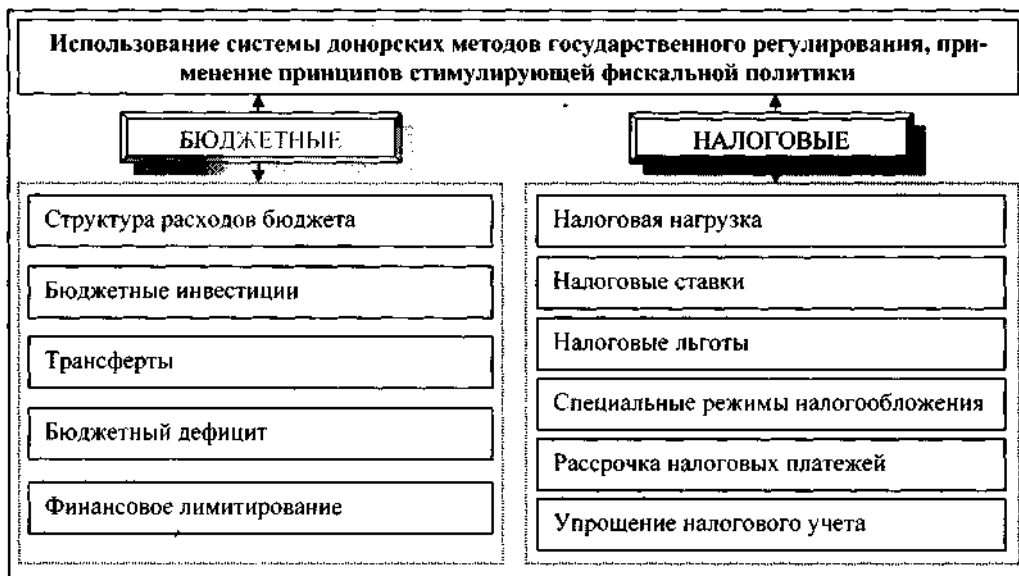 Использование системы донорских методов государственного регулирования, при-
менение принципов стимулирующей фискальной политики
БЮДЖЕТНЫЕ
Структура расходов бюджета
Бюджетные инвестиции
Трансферты
Бюджетный дефицит
Финансовое лимитирование
НАЛОГОВЫЕ
Налоговая нагрузка
Налоговые ставки
Налоговые льготы
Специальные режимы налогообложения
Рассрочка налоговых платежей
Упрощение налогового учета